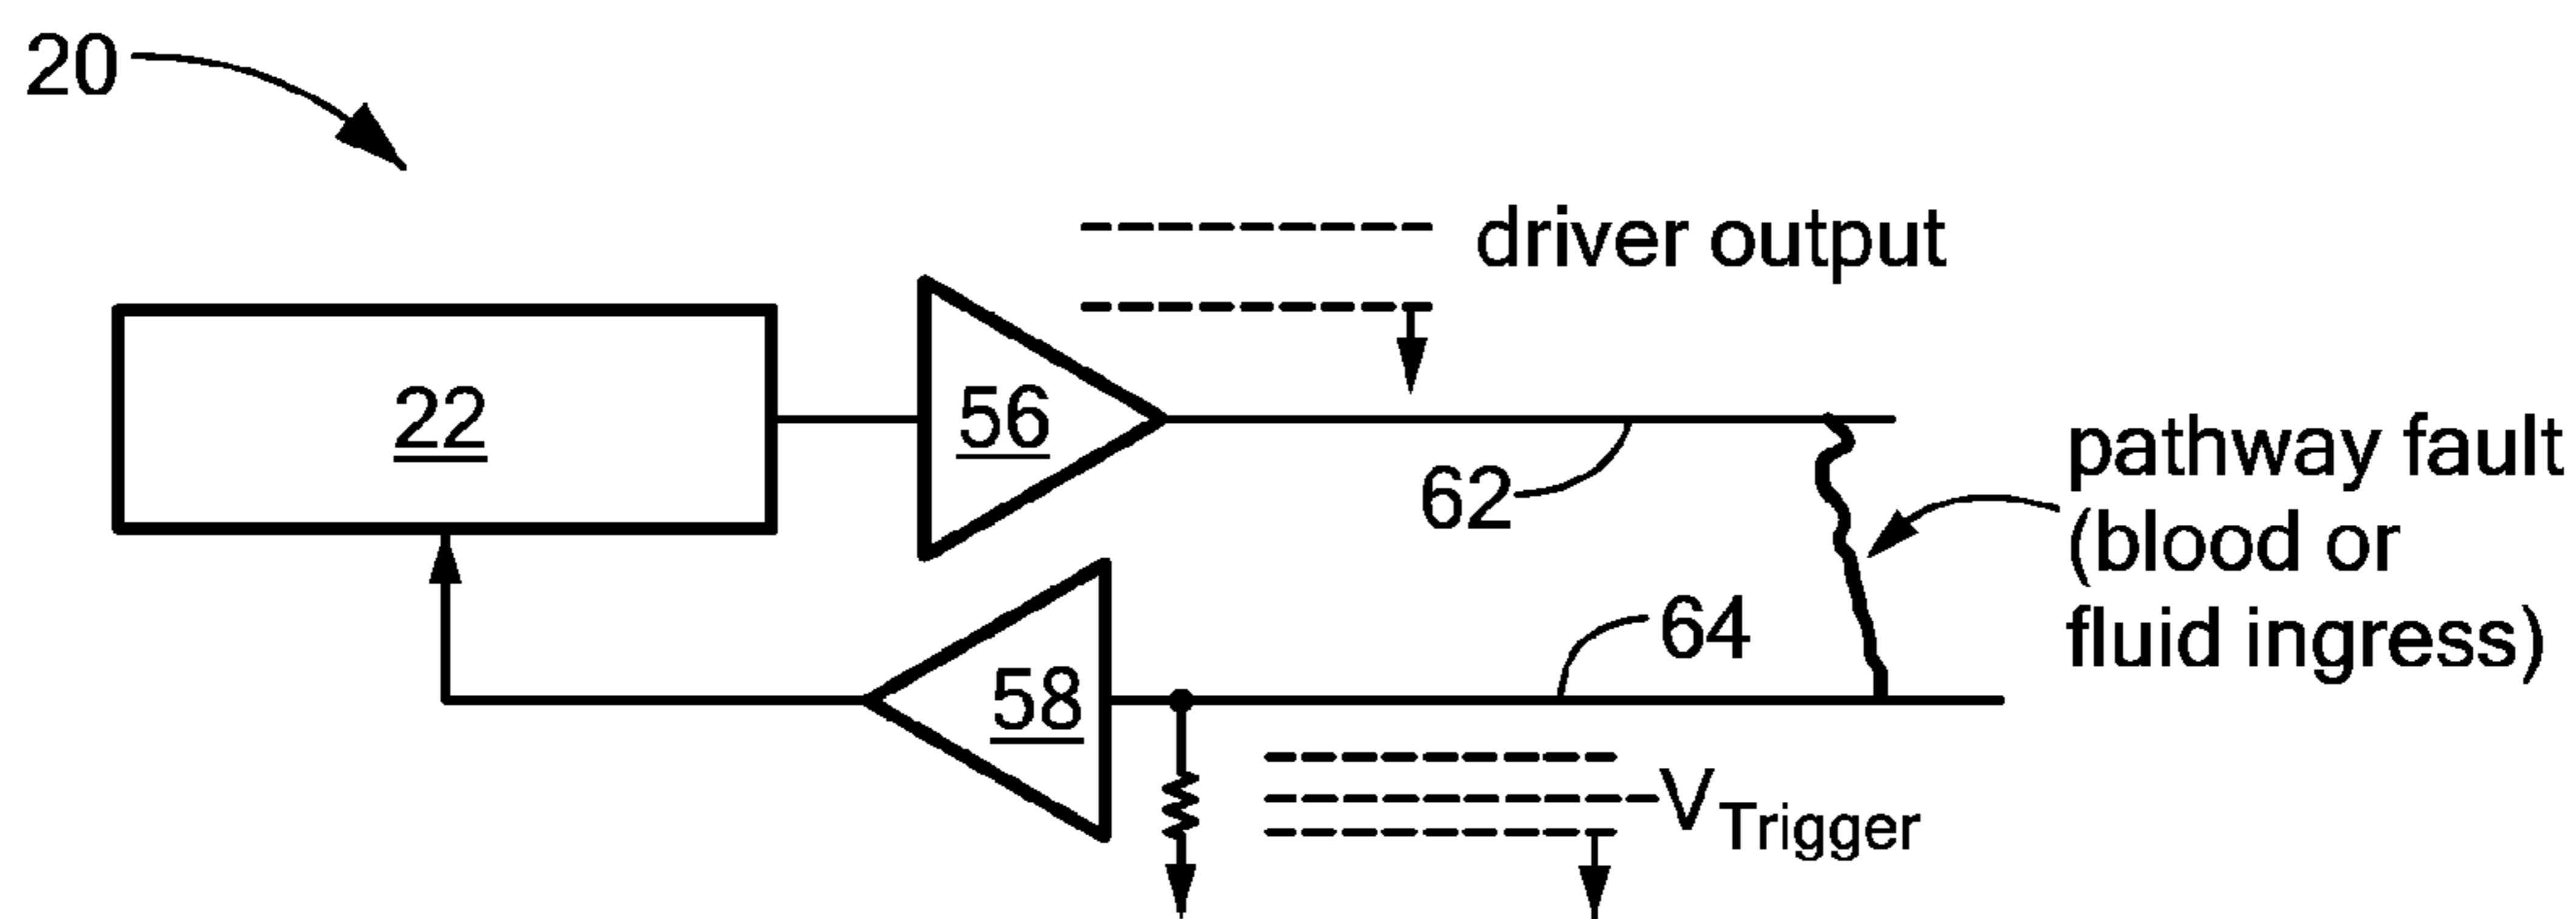 20
driver output
22
56
62
pathway fault
(blood or
fluid ingress)
64
58
VTrigger